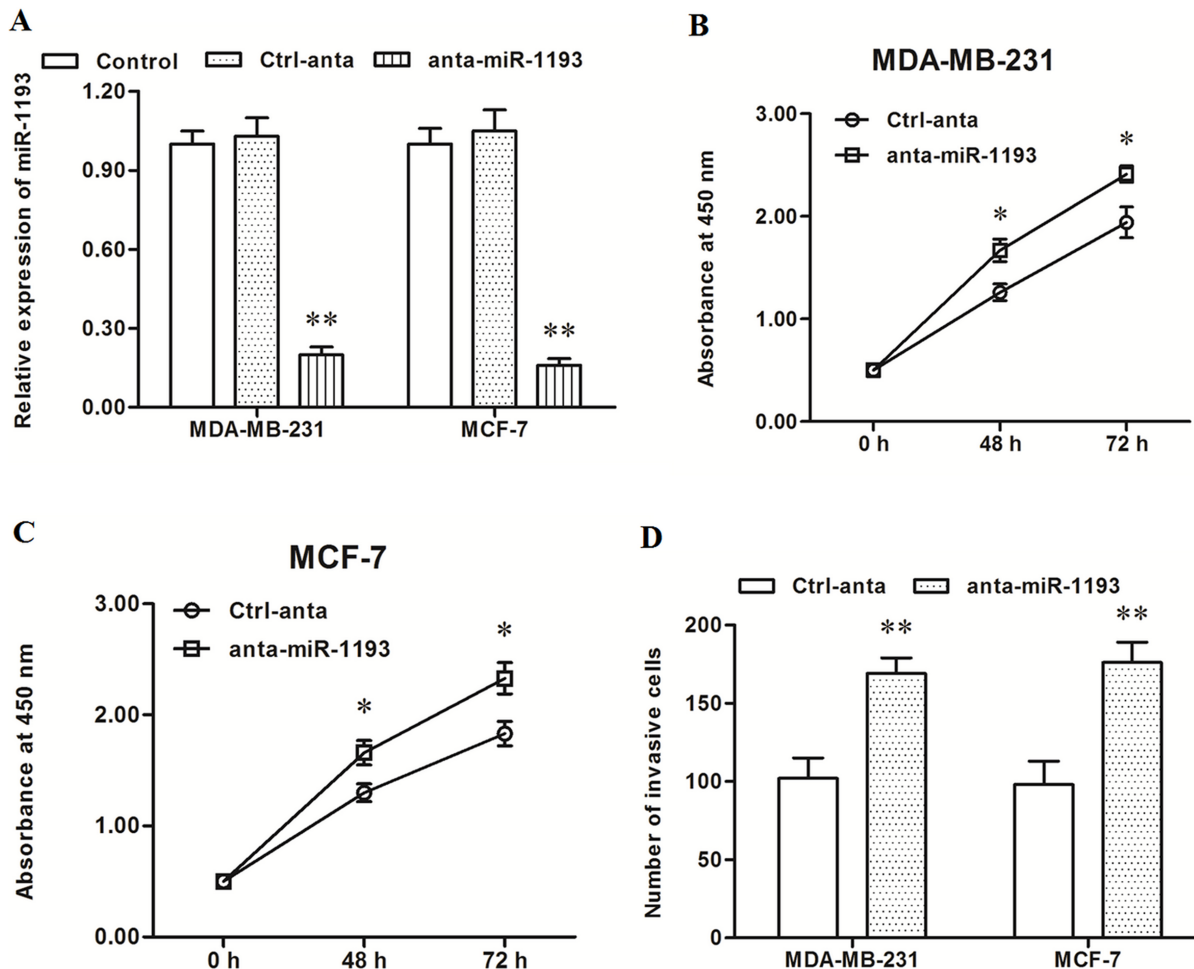 A
Control Ctrl-anta anta-miR-1193
Relative expression of miR-1193
1.20
0.90
0.60
0.30
0.00
** **
MDA-MB-231 MCF-7
B
MDA-MB-231
Ctrl-anta
anta-miR-1193
Absorbance at 450 nm
3.00
2.00
1.00
0.00
* *
0 h 48 h 72 h
C
MCF-7
Ctrl-anta
anta-miR-1193
Absorbance at 450 nm
3.00
2.00
1.00
0.00
* *
0 h 48 h 72 h
D
Ctrl-anta anta-miR-1193
Number of invasive cells
200
150
100
50
0
** **
MDA-MB-231 MCF-7